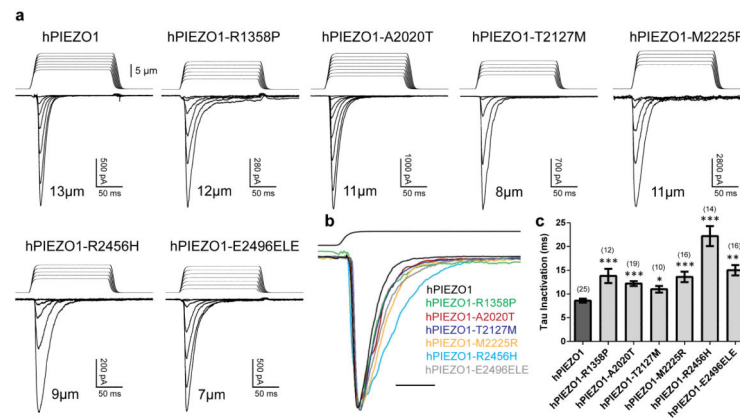 a
hPIEZO1
hPIEZO1-R1358P
hPIEZO1-A2020T
hPIEZO1-T2127M
hPIEZO1-M2225R
5 µm
13µm
500 pA
50 ms
12µm
280 pA
50 ms
11µm
1000 pA
50 ms
8µm
700 pA
50 ms
11µm
2800 pA
50 ms
hPIEZO1-R2456H
hPIEZO1-E2496ELE
9µm
200 pA
50 ms
7µm
500 pA
50 ms
b
hPIEZO1
hPIEZO1-R1358P
hPIEZO1-A2020T
hPIEZO1-T2127M
hPIEZO1-M2225R
hPIEZO1-R2456H
hPIEZO1-E2496ELE
c
Tau Inactivation (ms)
25
20
15
10
5
0
(25)
(12)
***
(19)
***
(10)
*
(16)
***
(14)
***
(16)
**
hPIEZO1
hPIEZO1-R1358P
hPIEZO1-A2020T
hPIEZO1-T2127M
hPIEZO1-M2225R
hPIEZO1-R2456H
hPIEZO1-E2496ELE